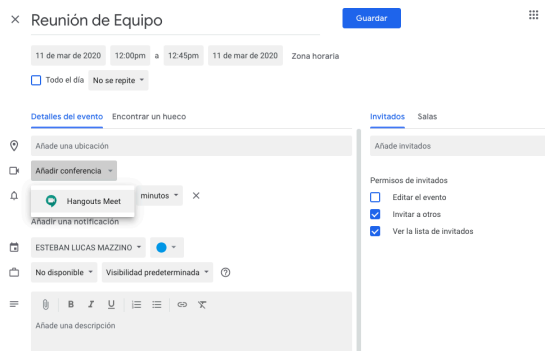 Reunión de Equipo
Guardar
11 de mar de 2020 12:00pm a 12:45pm 11 de mar de 2020 Zona horaria
Todo el día No se repite
Detalles del evento Encontrar un hueco
Invitados Salas
Añade una ubicación
Añade invitados
Añadir conferencia
Permisos de invitados
Hangouts Meet
minutos
Editar el evento
Invitar a otros
Añadir una notificación
Ver la lista de invitados
ESTEBAN LUCAS MAZZINO
No disponible Visibilidad predeterminada
B I U
Añade una descripción